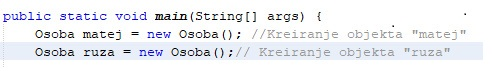 public static void main(String[] args) {
Osoba matej = new Osoba(); //Kreiranje objekta "matej"
Osoba ruza = new Osoba();// Kreiranje objekta "ruza"